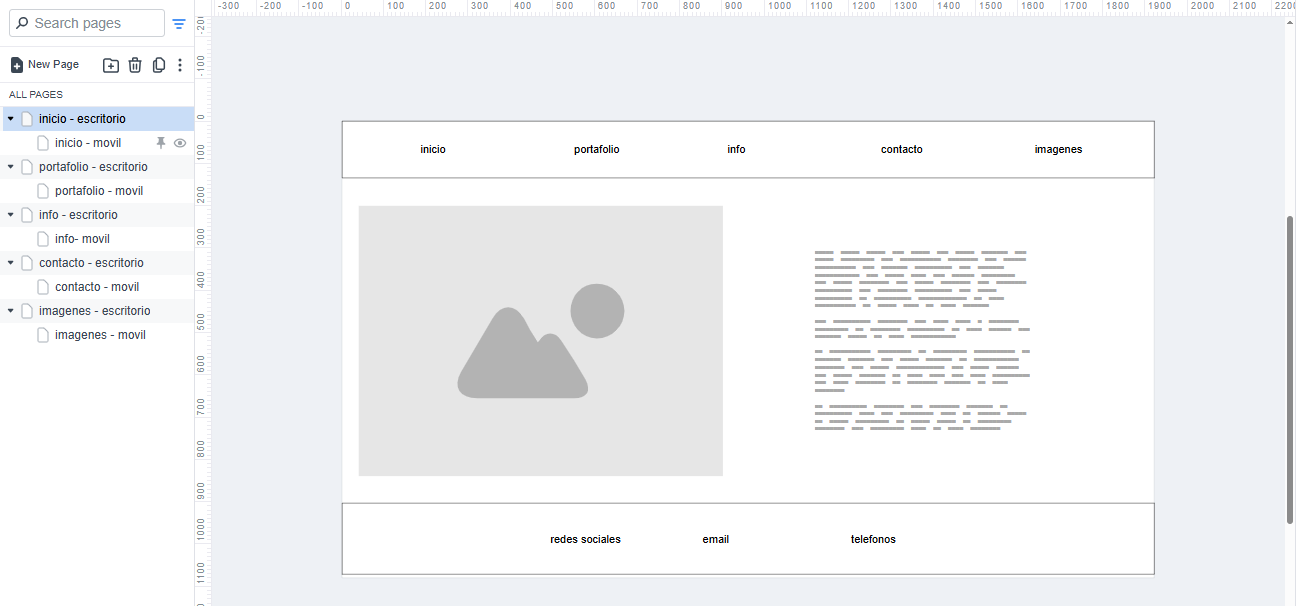 Search pages
New Page
ALL PAGES
inicio - escritorio
inicio - movil
portafolio - escritorio
portafolio - movil
info - escritorio
info- movil
contacto - escritorio
contacto - movil
imagenes - escritorio
imagenes - movil
-300 -200 -100 0 100 200 300 400 500 600 700 800 900 1000 1100 1200 1300 1400 1500 1600 1700 1800 1900 2000 2100 2200
-200
-100
0
100
200
300
400
500
600
700
800
900
1000
1100
inicio portafolio info contacto imagenes
redes sociales email telefonos